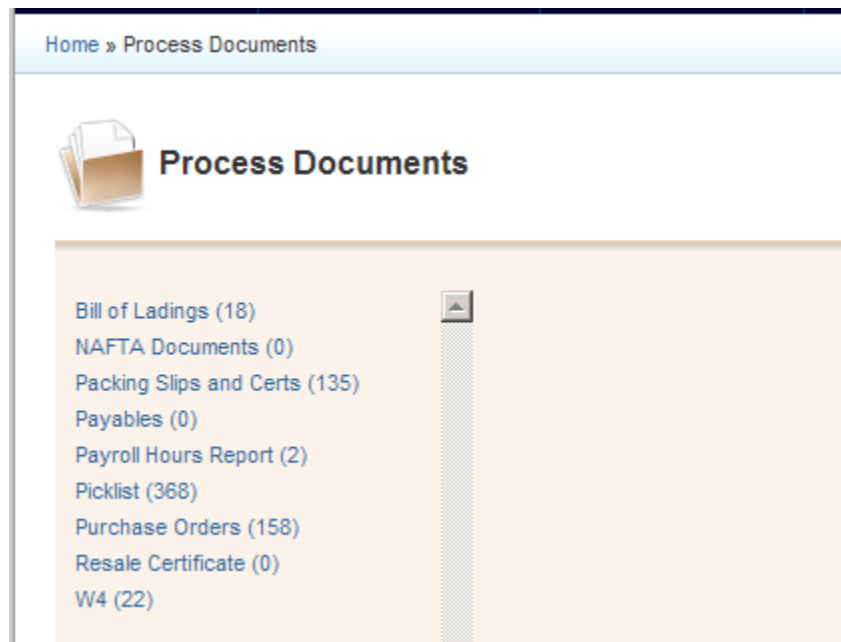 Home » Process Documents
Process Documents
Bill of Ladings (18)
NAFTA Documents (0)
Packing Slips and Certs (135)
Payables (0)
Payroll Hours Report (2)
Picklist (368)
Purchase Orders (158)
Resale Certificate (0)
W4 (22)